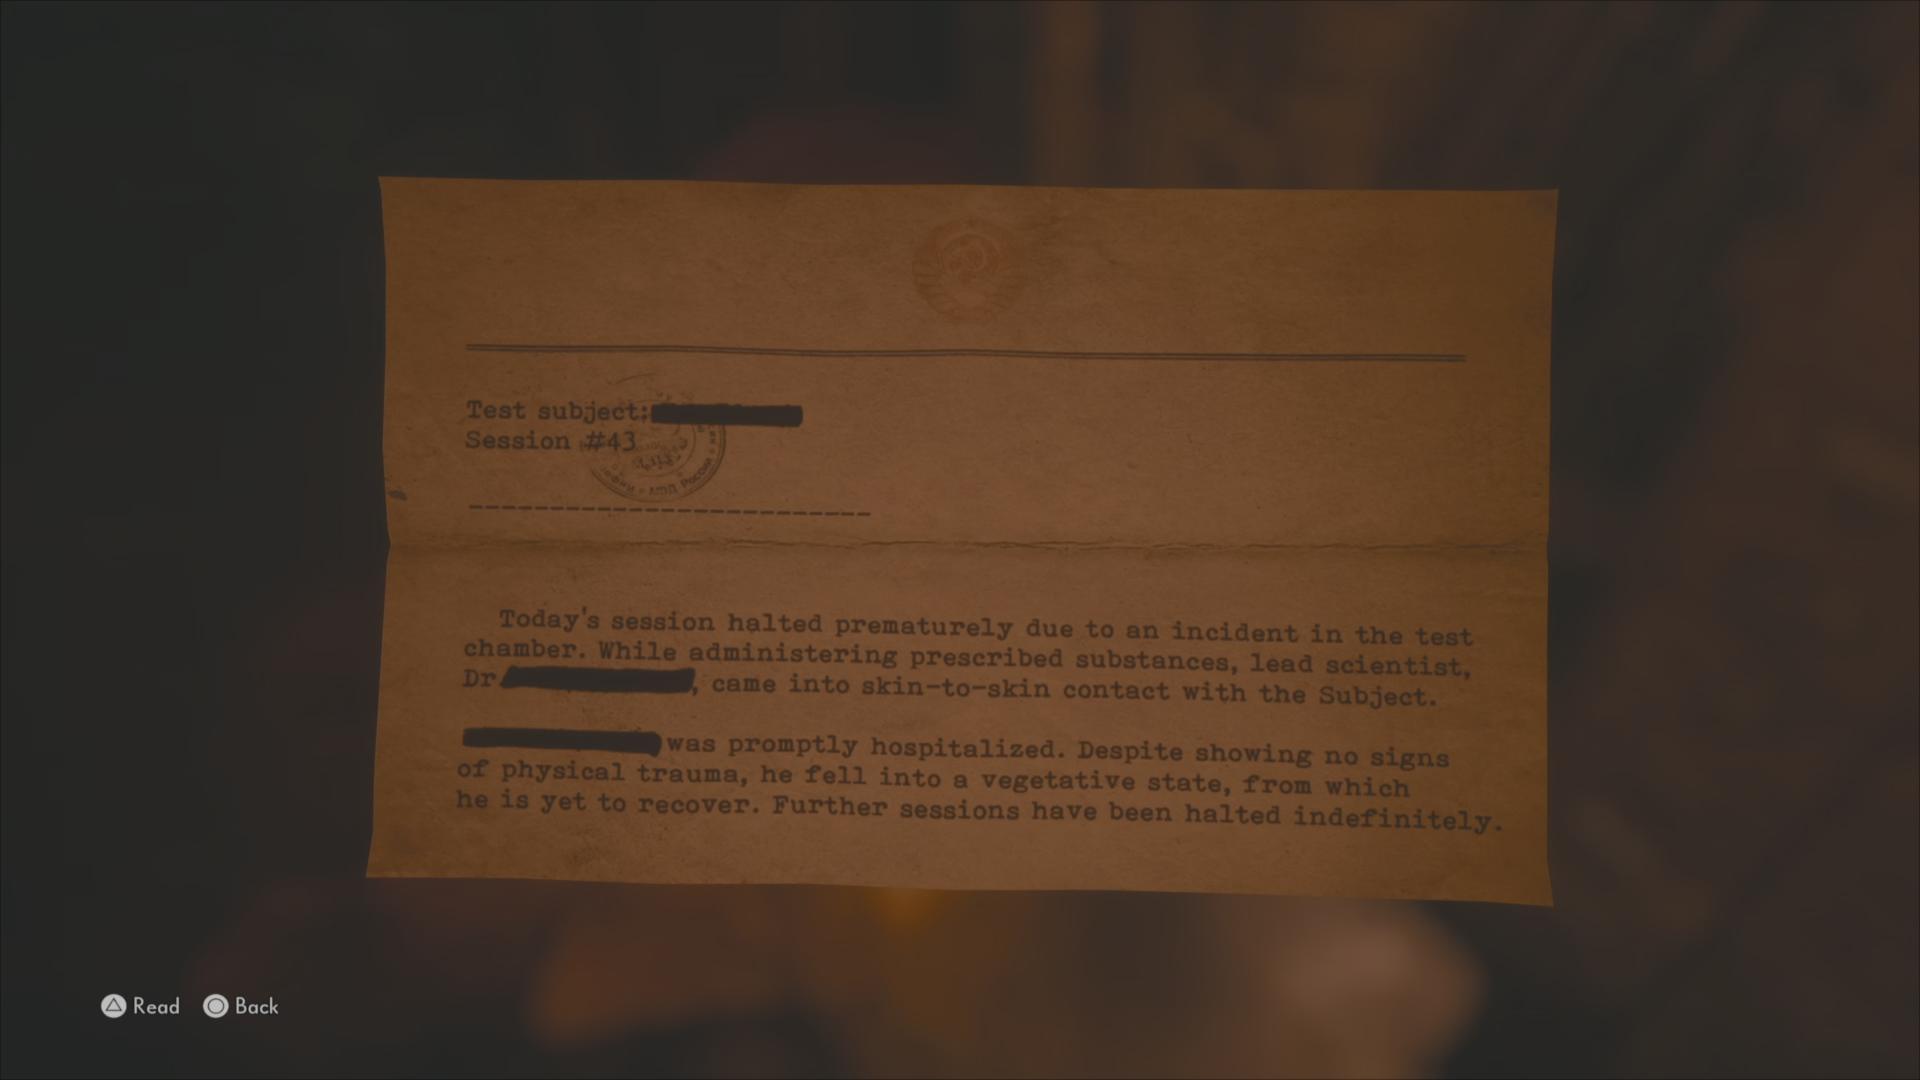 Test subject:
Session #43
МФД России
Today's session halted prematurely due to an incident in the test
chamber. While administering prescribed substances, lead scientist,
Dr , came into skin-to-skin contact with the Subject.
was promptly hospitalized. Despite showing no signs
of physical trauma, he fell into a vegetative state, from which
he is yet to recover. Further sessions have been halted indefinitely.
Read Back